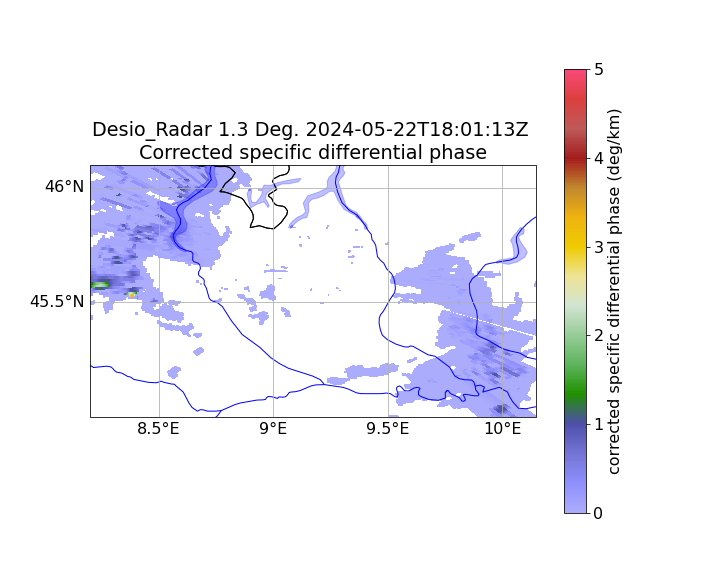 Desio_Radar 1.3 Deg. 2024-05-22T18:01:13Z
Corrected specific differential phase
46°N
45.5°N
8.5°E
9°E
9.5°E
10°E
5
4
3
2
1
0
corrected specific differential phase (deg/km)